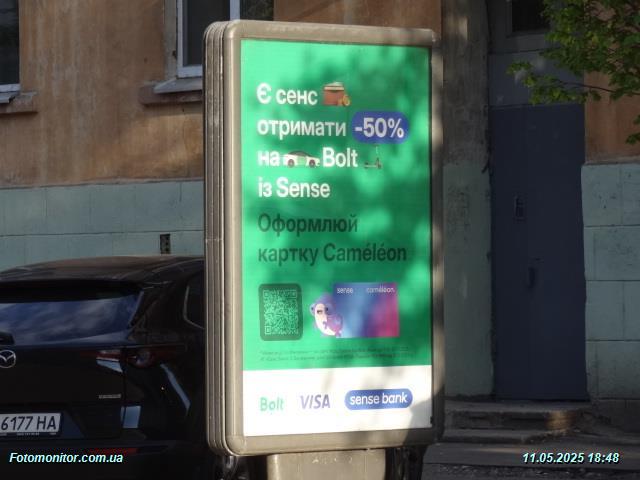 Є сенс
отримати -50%
на Bolt
із Sense
Оформлюй
картку Caméléon
sense caméléon
Bolt VISA sense bank
6177 HA
Fotomonitor.com.ua
11.05.2025 18:48